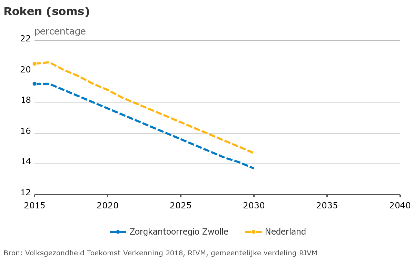 Roken (soms)
percentage
22
20
18
16
14
12
2015 2020 2025 2030 2035 2040
Zorgkantoorregio Zwolle Nederland
Bron: Volksgezondheid Toekomst Verkenning 2018, RIVM, gemeentelijke verdeling RIVM